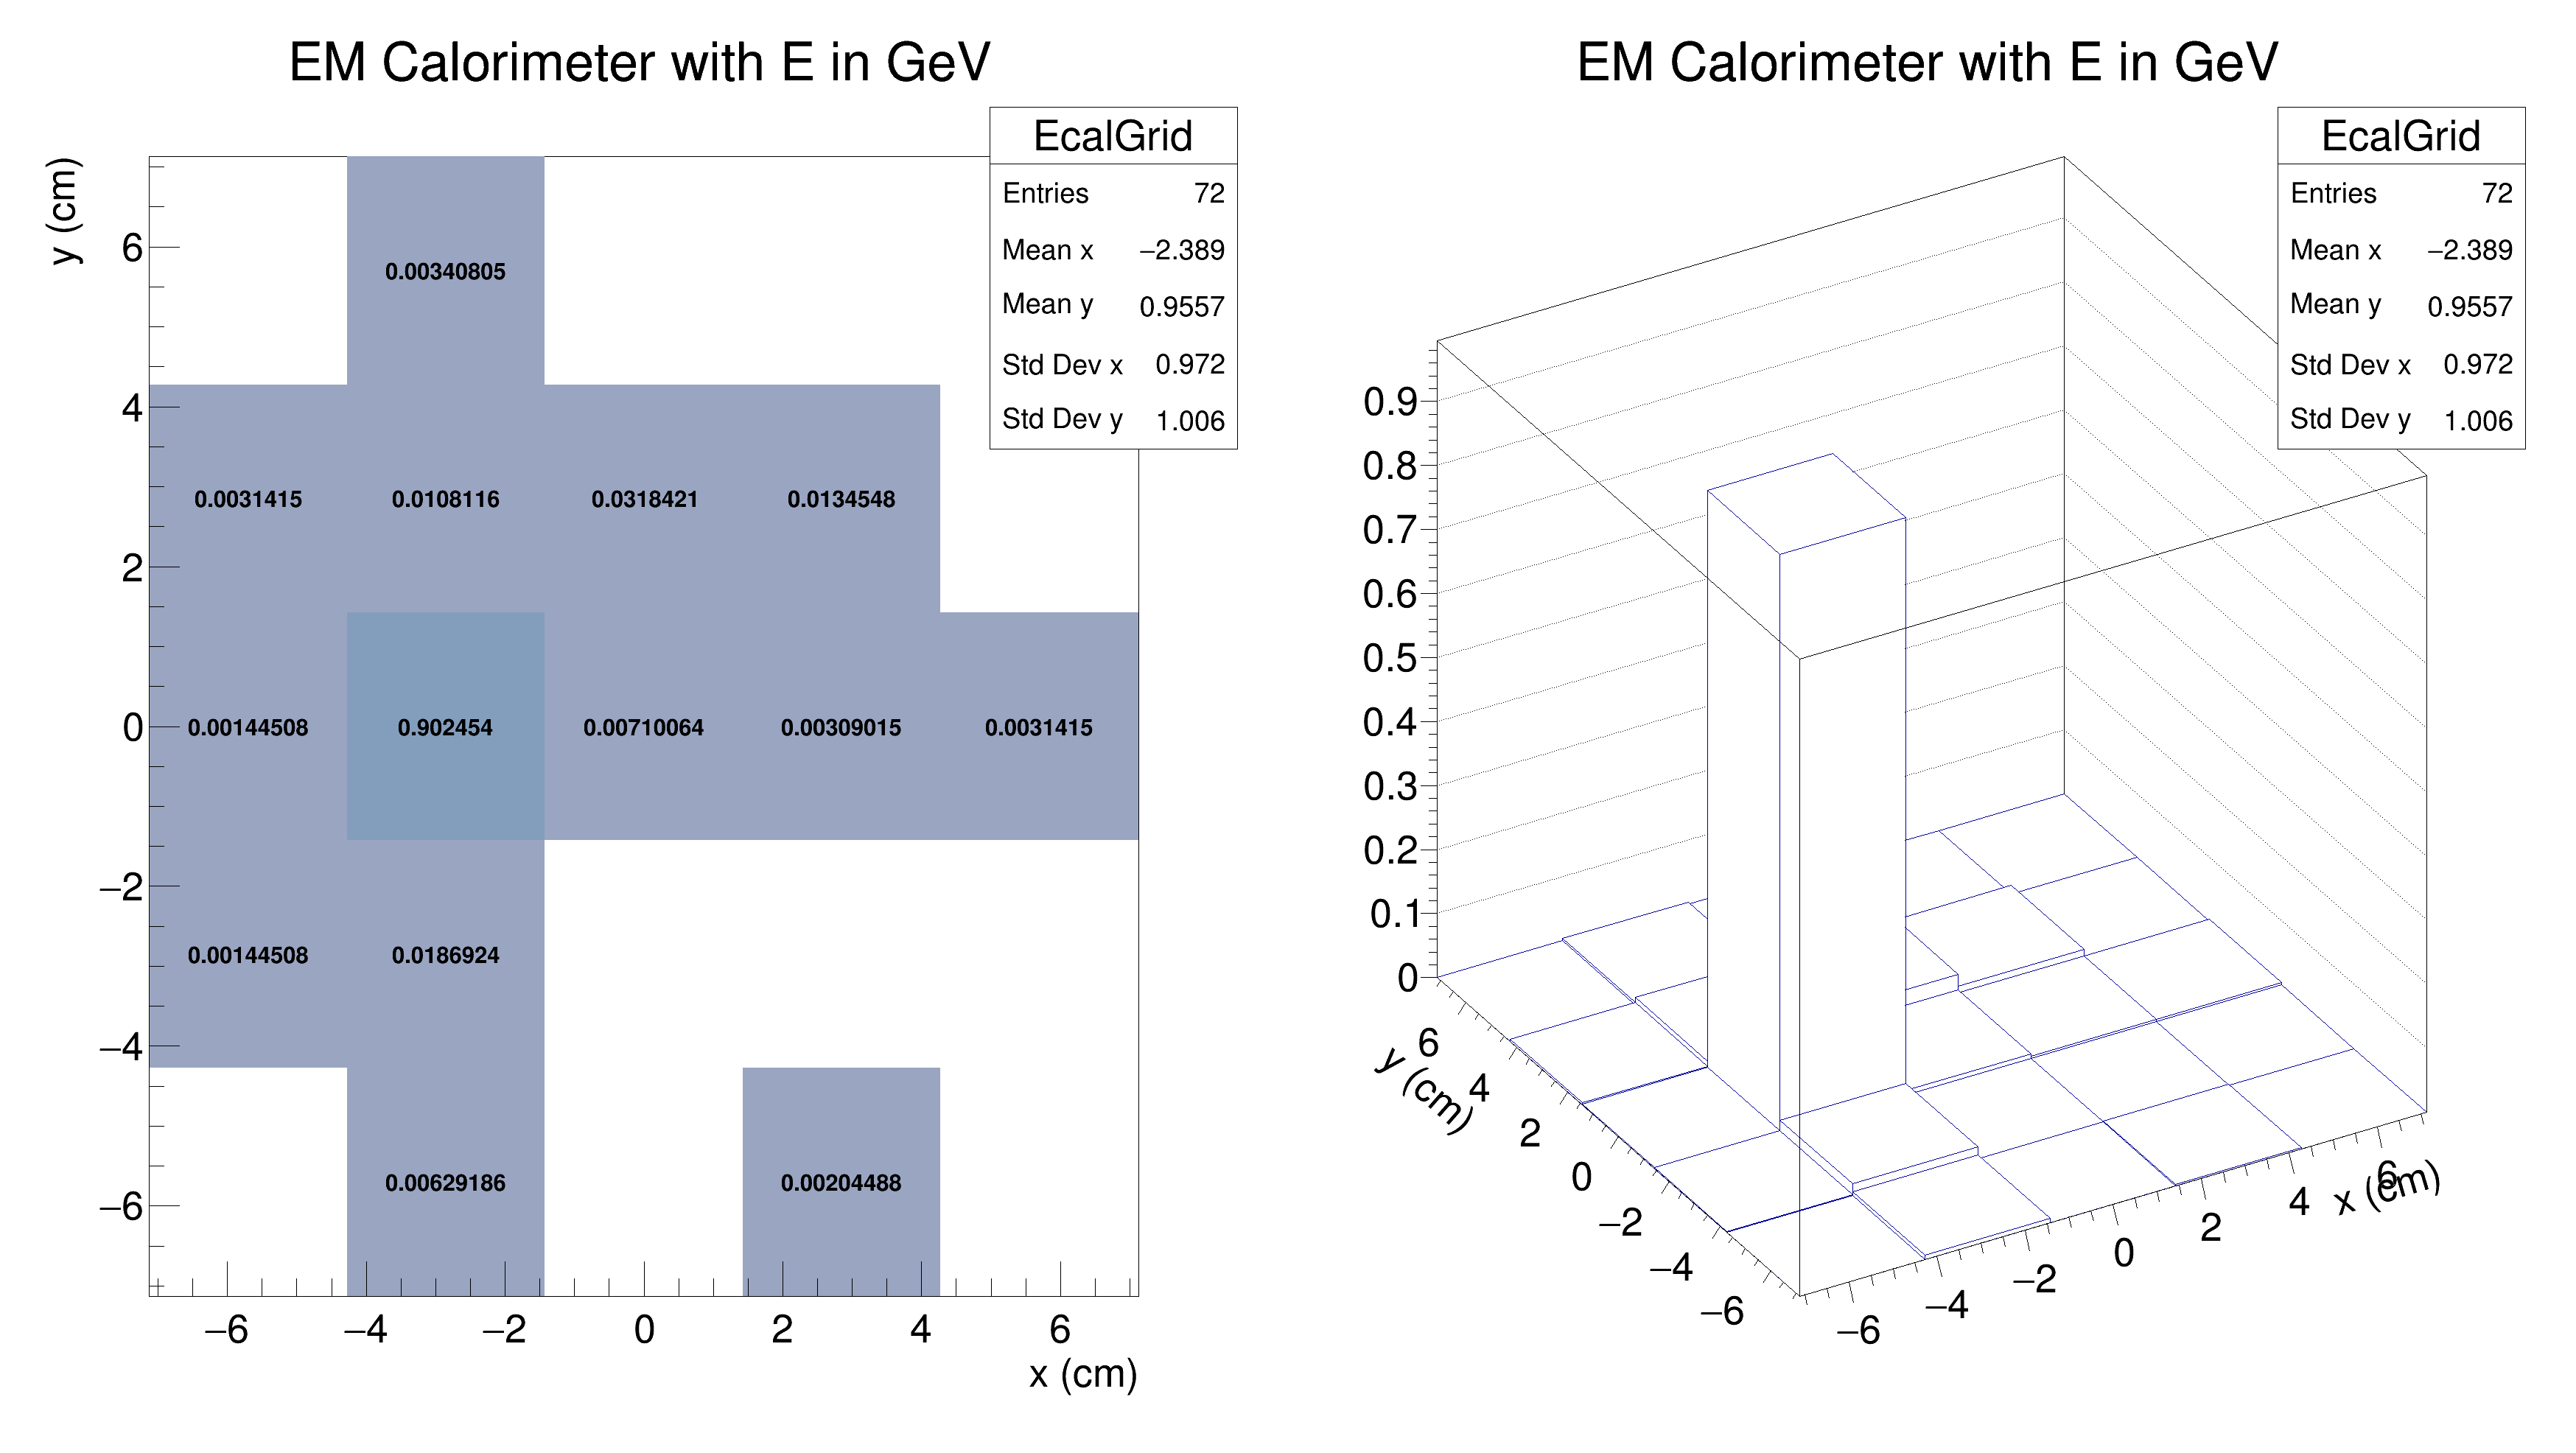 EM Calorimeter with E in GeV
y (cm)
EcalGrid
Entries 72
Mean x −2.389
Mean y 0.9557
Std Dev x 0.972
Std Dev y 1.006
6
4
2
0
−2
−4
−6
0.00340805
0.0031415 0.0108116 0.0318421 0.0134548
0.00144508 0.902454 0.00710064 0.00309015 0.0031415
0.00144508 0.0186924
0.00629186 0.00204488
−6 −4 −2 0 2 4 6
x (cm)
EM Calorimeter with E in GeV
EcalGrid
Entries 72
Mean x −2.389
Mean y 0.9557
Std Dev x 0.972
Std Dev y 1.006
0.9
0.8
0.7
0.6
0.5
0.4
0.3
0.2
0.1
0
6
4
2
0
−2
−4
−6
y (cm)
−6 −4 −2 0 2 4 6
x (cm)